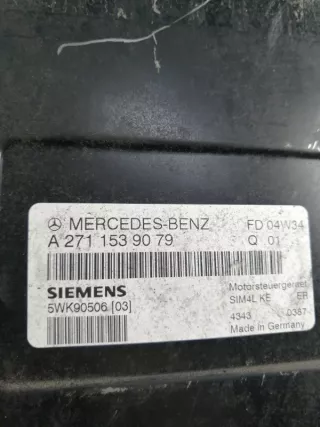 MERCEDES-BENZ FD 04W34
A 271 153 90 79 Q 01
SIEMENS Motorsteuergerät
5WK90506 [03] SIM4L KE ER
4343 0387
Made in Germany